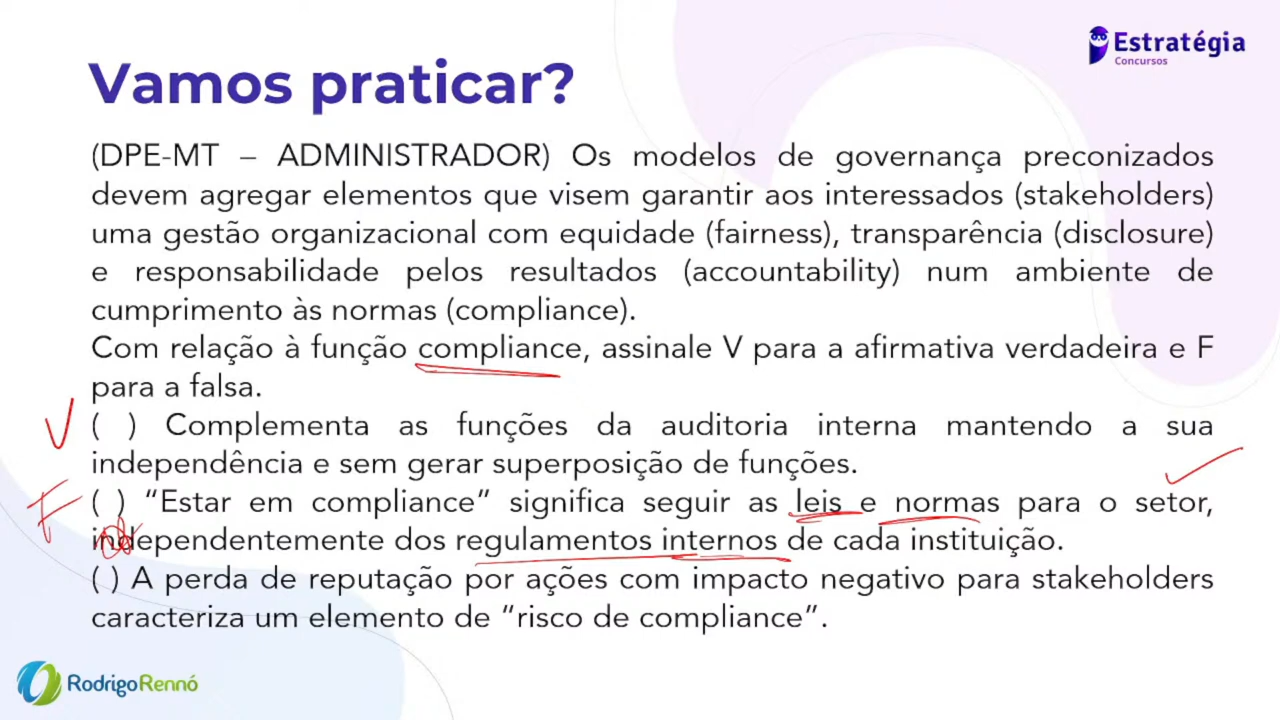 Estratégia
Concursos
Vamos praticar?
(DPE-MT – ADMINISTRADOR) Os modelos de governança preconizados
devem agregar elementos que visem garantir aos interessados (stakeholders)
uma gestão organizacional com equidade (fairness), transparência (disclosure)
e responsabilidade pelos resultados (accountability) num ambiente de
cumprimento às normas (compliance).
Com relação à função compliance, assinale V para a afirmativa verdadeira e F
para a falsa.
V ( ) Complementa as funções da auditoria interna mantendo a sua
independência e sem gerar superposição de funções.
F ( ) “Estar em compliance” significa seguir as leis e normas para o setor,
independentemente dos regulamentos internos de cada instituição.
( ) A perda de reputação por ações com impacto negativo para stakeholders
caracteriza um elemento de “risco de compliance”.
RodrigoRennó